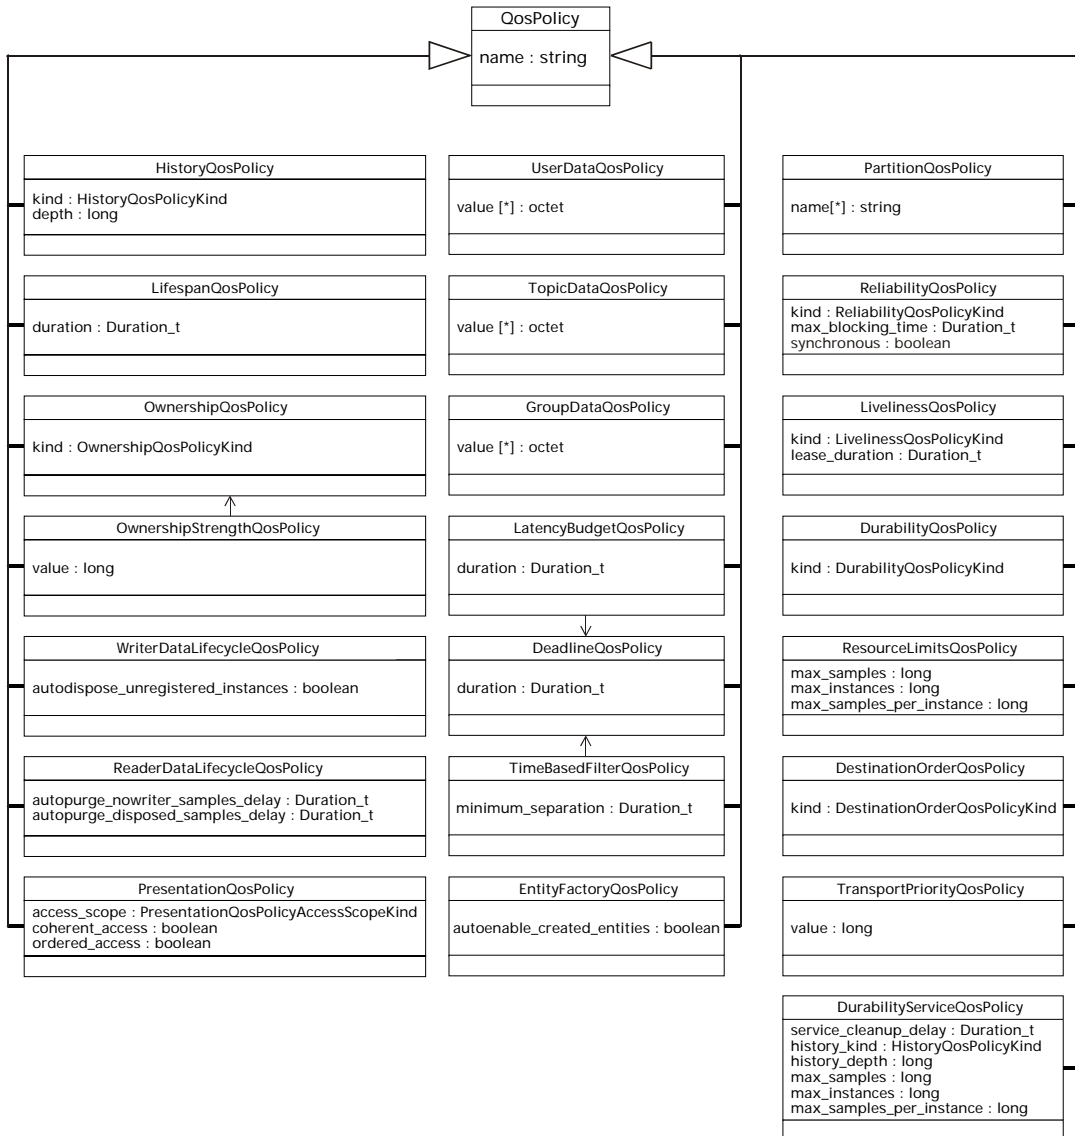 QosPolicy
name : string
HistoryQosPolicy
kind : HistoryQosPolicyKind
depth : long
UserDataQosPolicy
value [*] : octet
PartitionQosPolicy
name[*] : string
LifespanQosPolicy
duration : Duration_t
TopicDataQosPolicy
value [*] : octet
ReliabilityQosPolicy
kind : ReliabilityQosPolicyKind
max_blocking_time : Duration_t
synchronous : boolean
OwnershipQosPolicy
kind : OwnershipQosPolicyKind
GroupDataQosPolicy
value [*] : octet
LivelinessQosPolicy
kind : LivelinessQosPolicyKind
lease_duration : Duration_t
OwnershipStrengthQosPolicy
value : long
LatencyBudgetQosPolicy
duration : Duration_t
DurabilityQosPolicy
kind : DurabilityQosPolicyKind
WriterDataLifecycleQosPolicy
autodispose_unregistered_instances : boolean
DeadlineQosPolicy
duration : Duration_t
ResourceLimitsQosPolicy
max_samples : long
max_instances : long
max_samples_per_instance : long
ReaderDataLifecycleQosPolicy
autopurge_nowriter_samples_delay : Duration_t
autopurge_disposed_samples_delay : Duration_t
TimeBasedFilterQosPolicy
minimum_separation : Duration_t
DestinationOrderQosPolicy
kind : DestinationOrderQosPolicyKind
PresentationQosPolicy
access_scope : PresentationQosPolicyAccessScopeKind
coherent_access : boolean
ordered_access : boolean
EntityFactoryQosPolicy
autoenable_created_entities : boolean
TransportPriorityQosPolicy
value : long
DurabilityServiceQosPolicy
service_cleanup_delay : Duration_t
history_kind : HistoryQosPolicyKind
history_depth : long
max_samples : long
max_instances : long
max_samples_per_instance : long